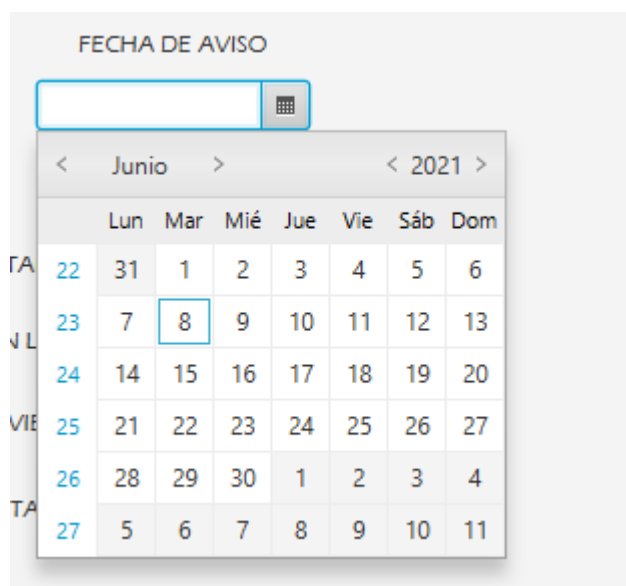 FECHA DE AVISO
< Junio > < 2021 >
Lun Mar Mié Jue Vie Sáb Dom
22 31 1 2 3 4 5 6
23 7 8 9 10 11 12 13
24 14 15 16 17 18 19 20
25 21 22 23 24 25 26 27
26 28 29 30 1 2 3 4
27 5 6 7 8 9 10 11